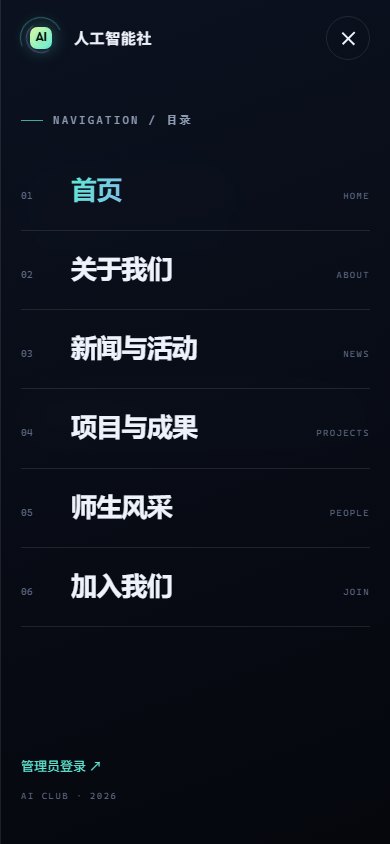 AI 人工智能社
NAVIGATION / 目录
01 首页 HOME
02 关于我们 ABOUT
03 新闻与活动 NEWS
04 项目与成果 PROJECTS
05 师生风采 PEOPLE
06 加入我们 JOIN
管理员登录 ↗
AI CLUB · 2026